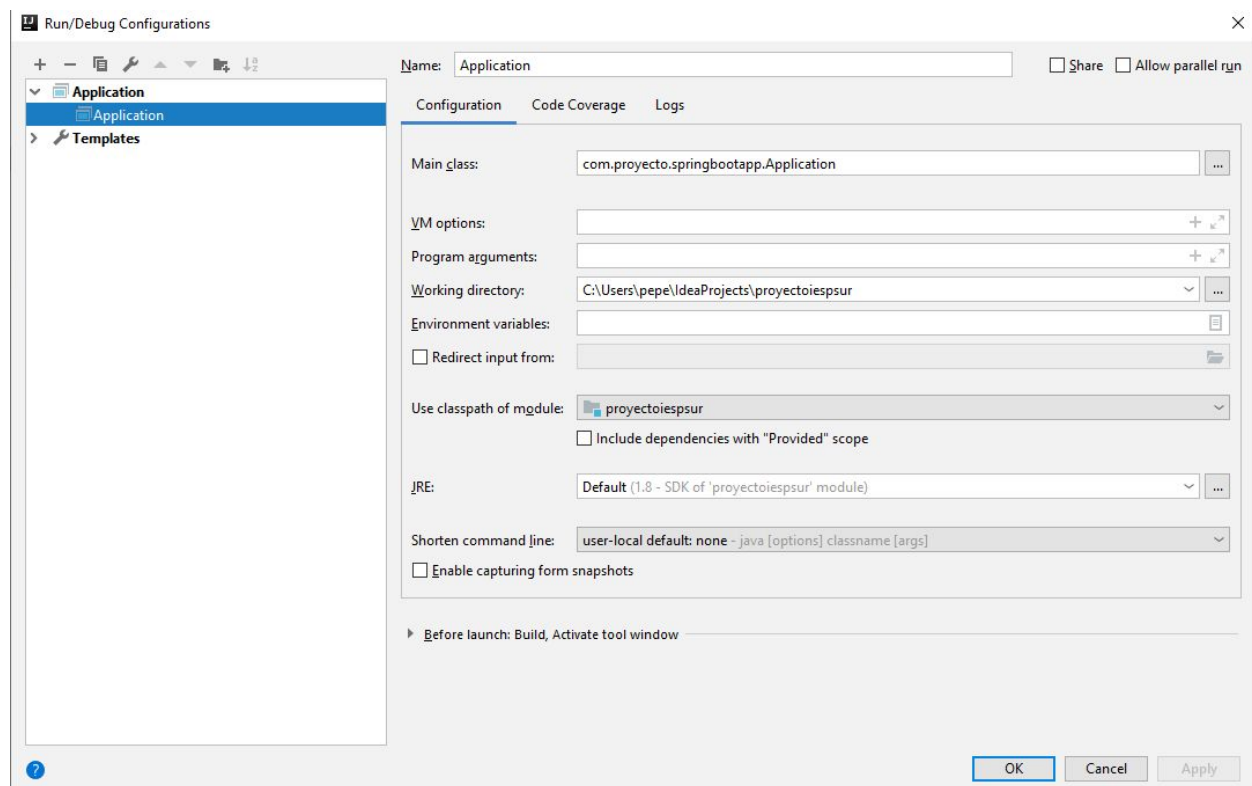 Run/Debug Configurations
Application
Application
Templates
Name: Application
Share
Allow parallel run
Configuration Code Coverage Logs
Main class: com.proyecto.springbootapp.Application
VM options:
Program arguments:
Working directory: C:\Users\pepe\IdeaProjects\proyectoiespsur
Environment variables:
Redirect input from:
Use classpath of module: proyectoiespsur
Include dependencies with "Provided" scope
JRE: Default (1.8 - SDK of 'proyectoiespsur' module)
Shorten command line: user-local default: none - java [options] classname [args]
Enable capturing form snapshots
Before launch: Build, Activate tool window
OK Cancel Apply